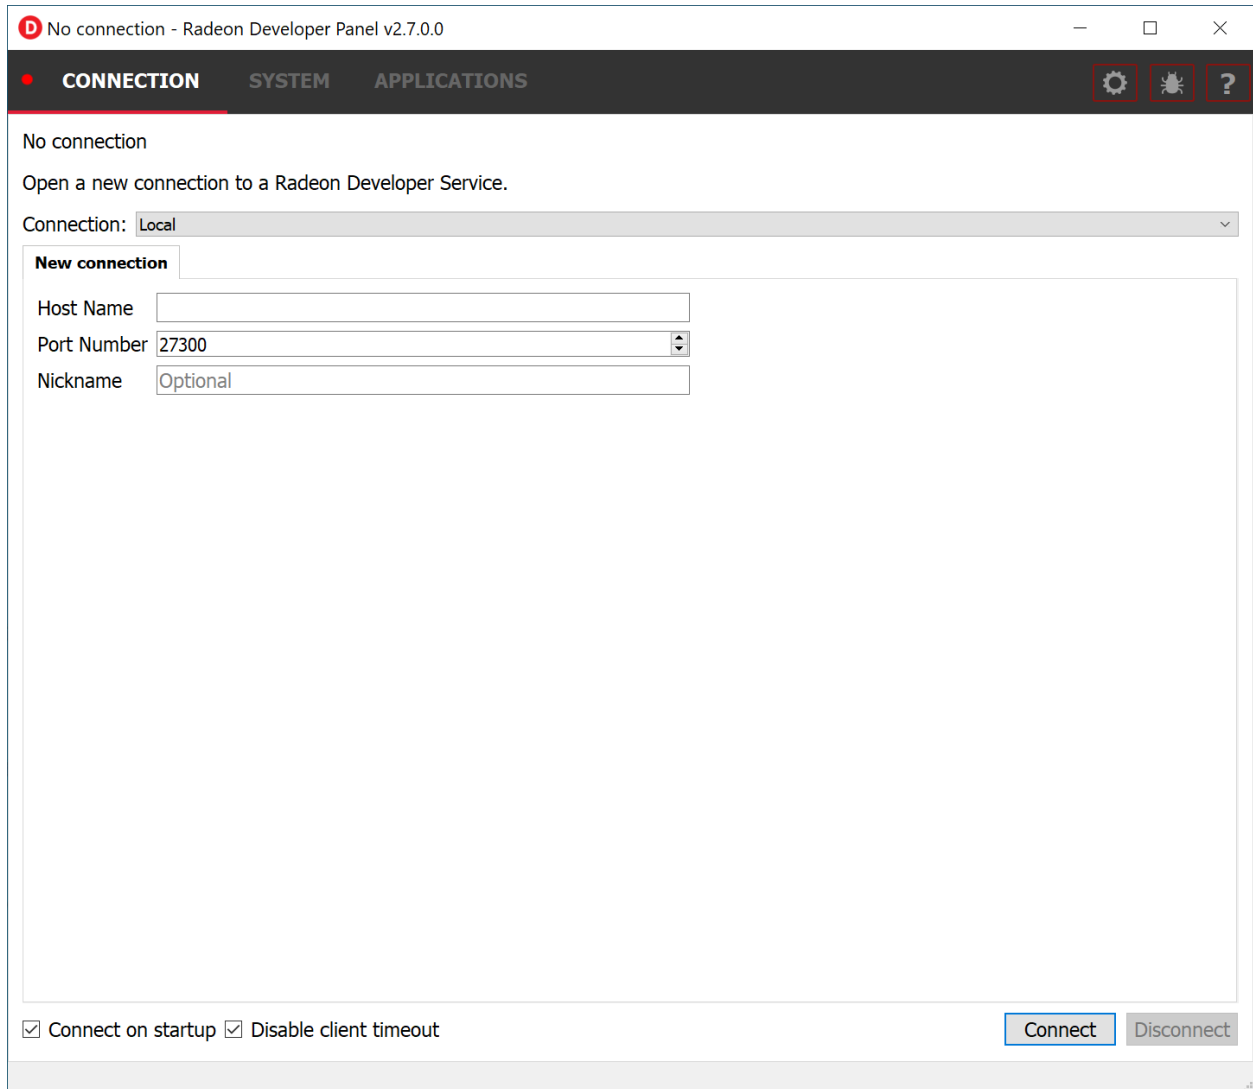 D No connection - Radeon Developer Panel v2.7.0.0
CONNECTION SYSTEM APPLICATIONS ?
No connection
Open a new connection to a Radeon Developer Service.
Connection: Local
New connection
Host Name
Port Number 27300
Nickname Optional
Connect on startup Disable client timeout Connect Disconnect